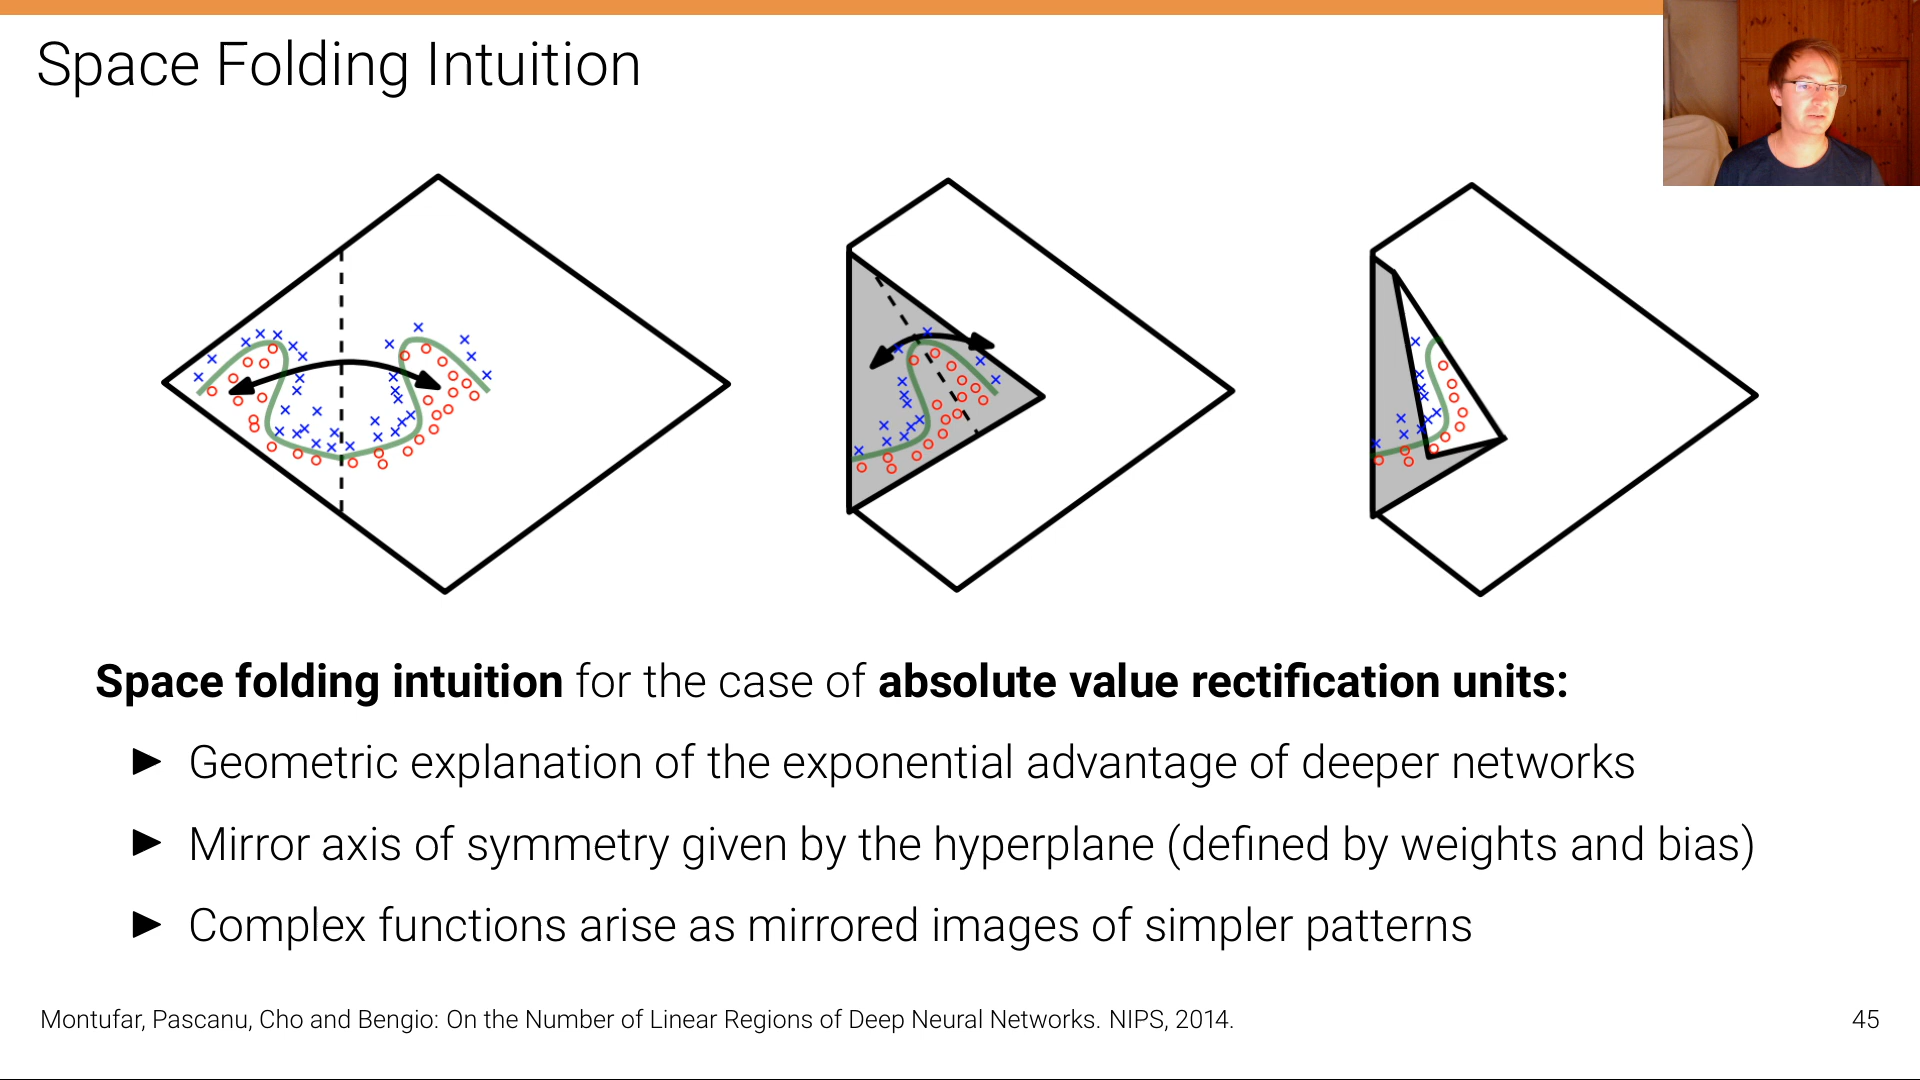 Space Folding Intuition
Space folding intuition for the case of absolute value rectification units:
► Geometric explanation of the exponential advantage of deeper networks
► Mirror axis of symmetry given by the hyperplane (defined by weights and bias)
► Complex functions arise as mirrored images of simpler patterns
Montufar, Pascanu, Cho and Bengio: On the Number of Linear Regions of Deep Neural Networks. NIPS, 2014.
45